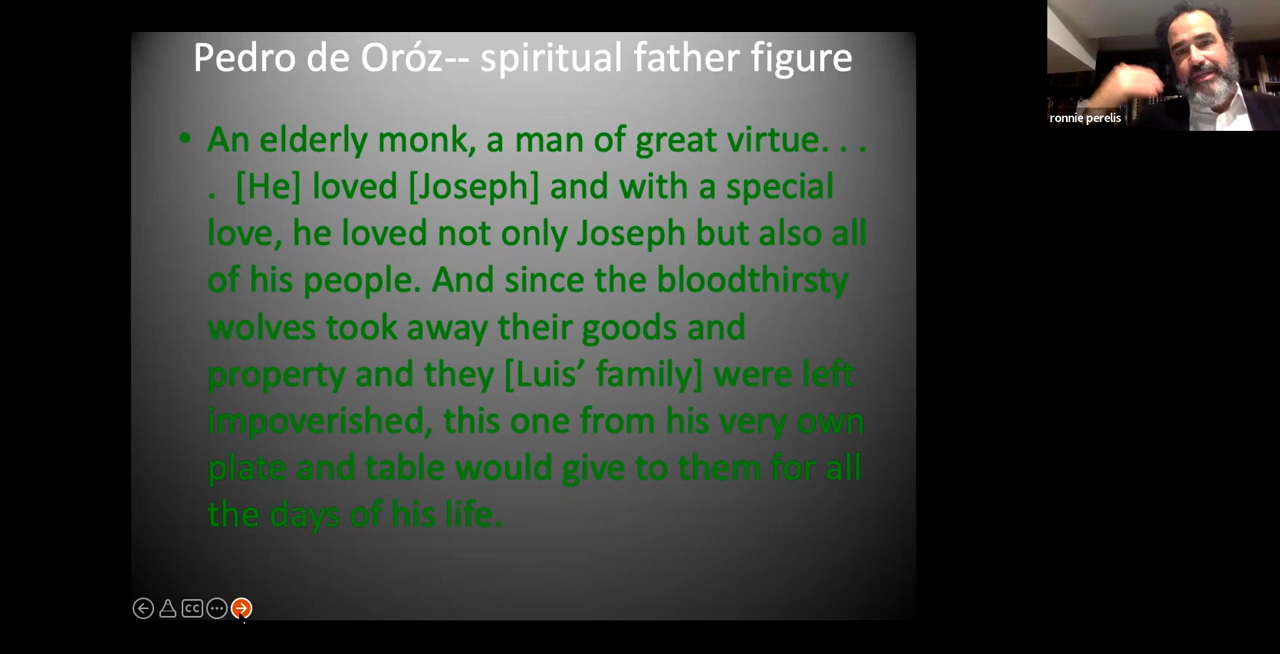 Pedro de Oróz-- spiritual father figure
• An elderly monk, a man of great virtue. . .
. [He] loved [Joseph] and with a special
love, he loved not only Joseph but also all
of his people. And since the bloodthirsty
wolves took away their goods and
property and they [Luis’ family] were left
impoverished, this one from his very own
plate and table would give to them for all
the days of his life.
CC
ronnie perelis